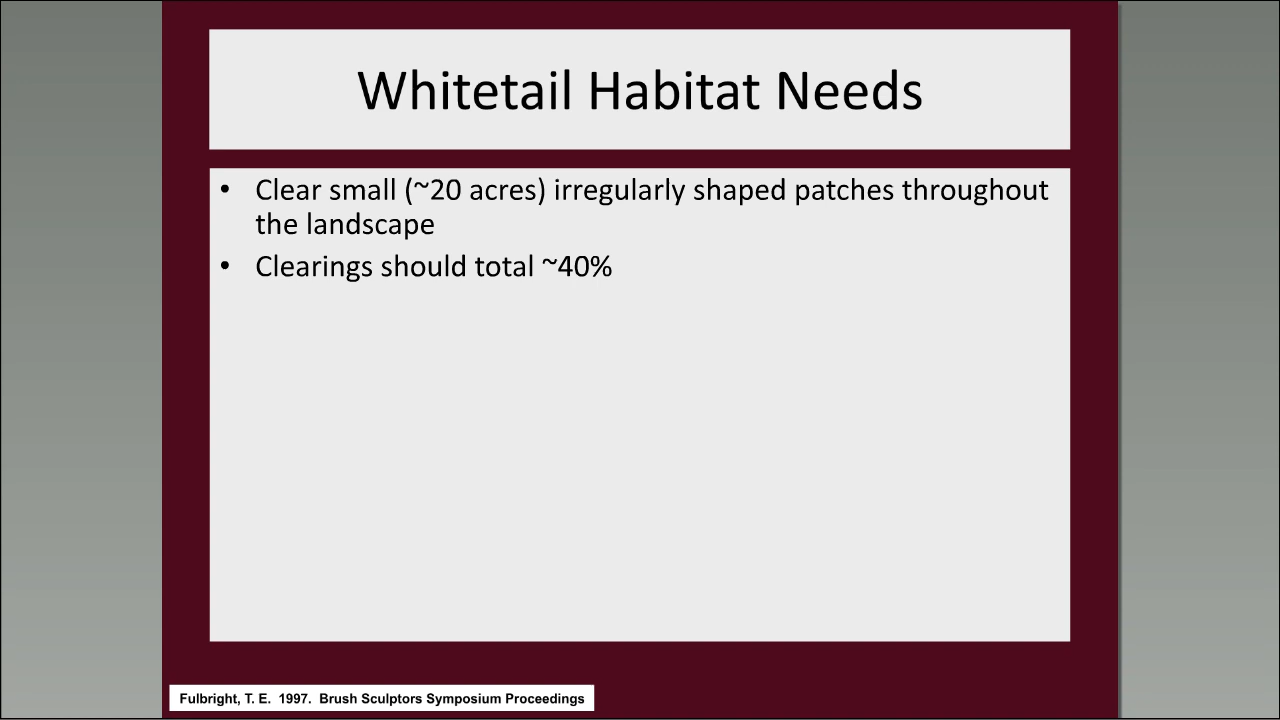 Whitetail Habitat Needs
• Clear small (~20 acres) irregularly shaped patches throughout
the landscape
• Clearings should total ~40%
Fulbright, T. E.  1997.  Brush Sculptors Symposium Proceedings